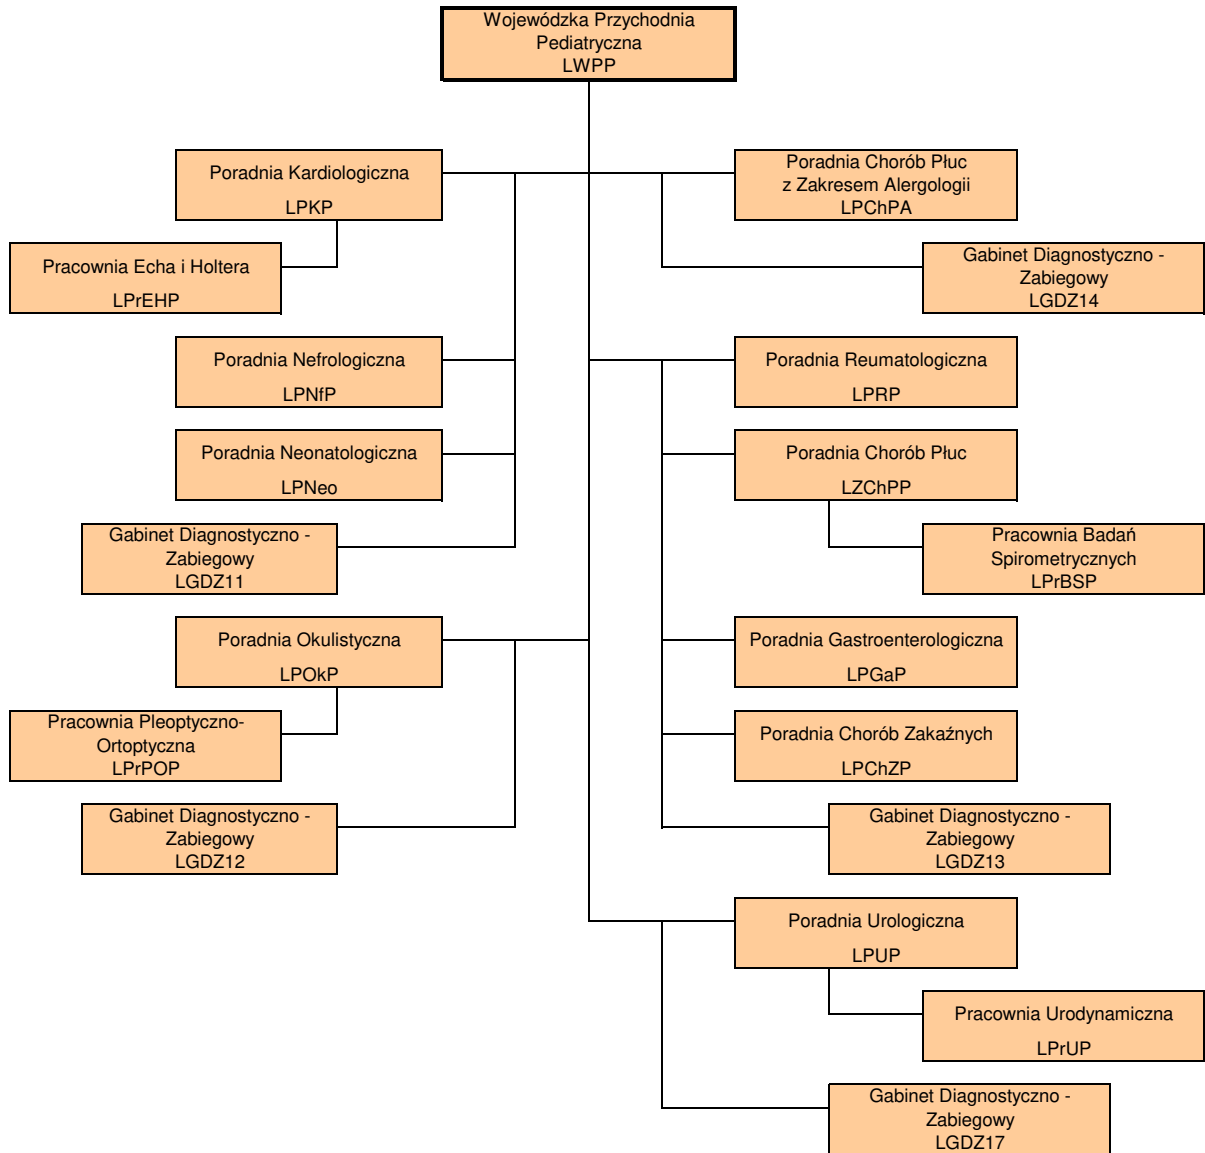 Wojewódzka Przychodnia
Pediatryczna
LWPP
Poradnia Kardiologiczna
LPKP
Poradnia Chorób Płuc
z Zakresem Alergologii
LPChPA
Pracownia Echa i Holtera
LPrEHP
Gabinet Diagnostyczno -
Zabiegowy
LGDZ14
Poradnia Nefrologiczna
LPNfP
Poradnia Reumatologiczna
LPRP
Poradnia Neonatologiczna
LPNeo
Poradnia Chorób Płuc
LZChPP
Gabinet Diagnostyczno -
Zabiegowy
LGDZ11
Pracownia Badań
Spirometrycznych
LPrBSP
Poradnia Okulistyczna
LPOkP
Poradnia Gastroenterologiczna
LPGaP
Pracownia Pleoptyczno-
Ortoptyczna
LPrPOP
Poradnia Chorób Zakaźnych
LPChZP
Gabinet Diagnostyczno -
Zabiegowy
LGDZ12
Gabinet Diagnostyczno -
Zabiegowy
LGDZ13
Poradnia Urologiczna
LPUP
Pracownia Urodynamiczna
LPrUP
Gabinet Diagnostyczno -
Zabiegowy
LGDZ17